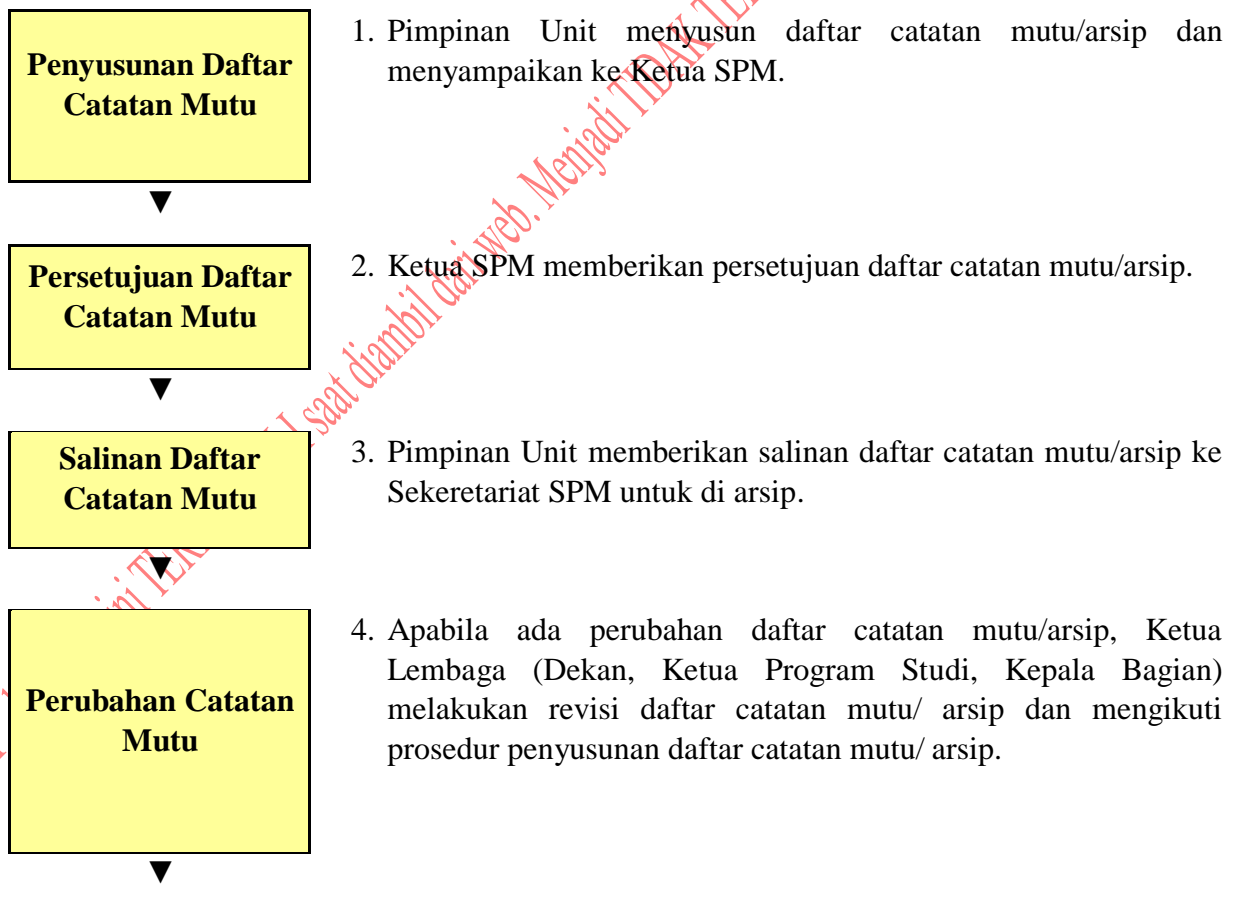 Penyusunan Daftar
Catatan Mutu
1. Pimpinan Unit menyusun daftar catatan mutu/arsip dan
menyampaikan ke Ketua SPM.
▼
Persetujuan Daftar
Catatan Mutu
2. Ketua SPM memberikan persetujuan daftar catatan mutu/arsip.
▼
Salinan Daftar
Catatan Mutu
3. Pimpinan Unit memberikan salinan daftar catatan mutu/arsip ke
Sekeretariat SPM untuk di arsip.
▼
Perubahan Catatan
Mutu
4. Apabila ada perubahan daftar catatan mutu/arsip, Ketua
Lembaga (Dekan, Ketua Program Studi, Kepala Bagian)
melakukan revisi daftar catatan mutu/ arsip dan mengikuti
prosedur penyusunan daftar catatan mutu/ arsip.
▼
ini saat diambil dari web. Menjadi TIDAK